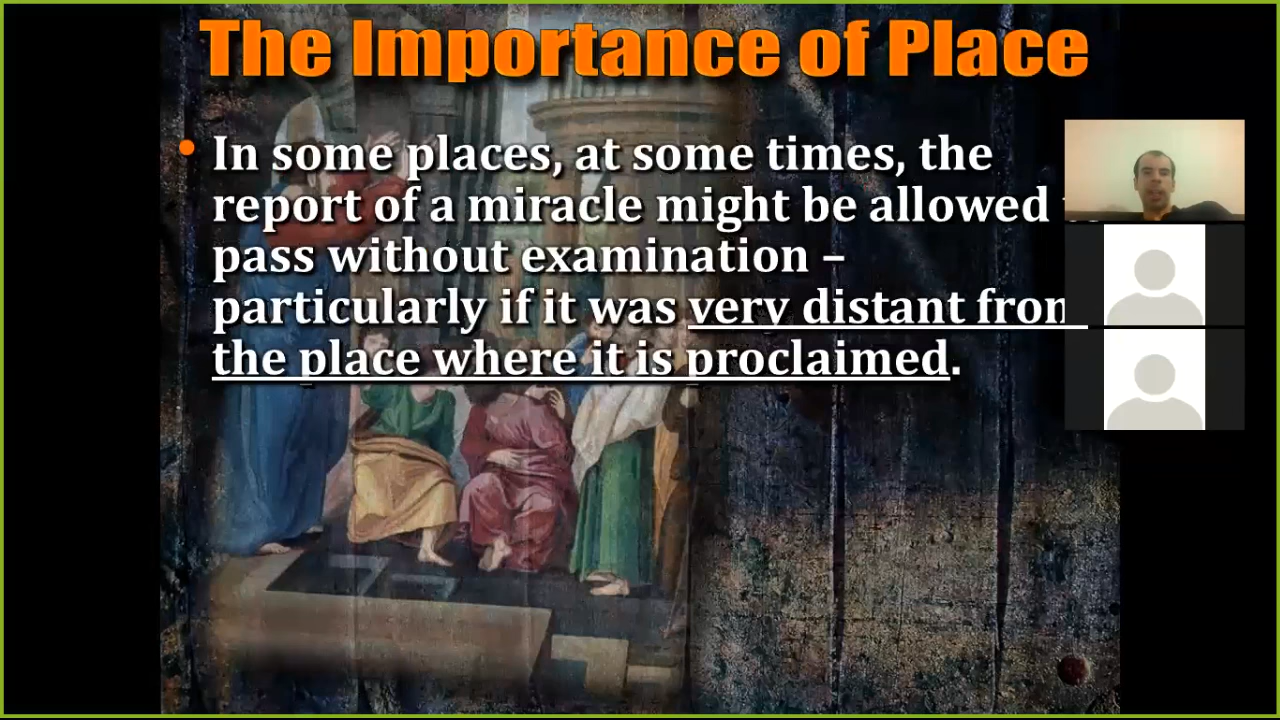 The Importance of Place
• In some places, at some times, the
report of a miracle might be allowed
pass without examination –
particularly if it was very distant from
the place where it is proclaimed.